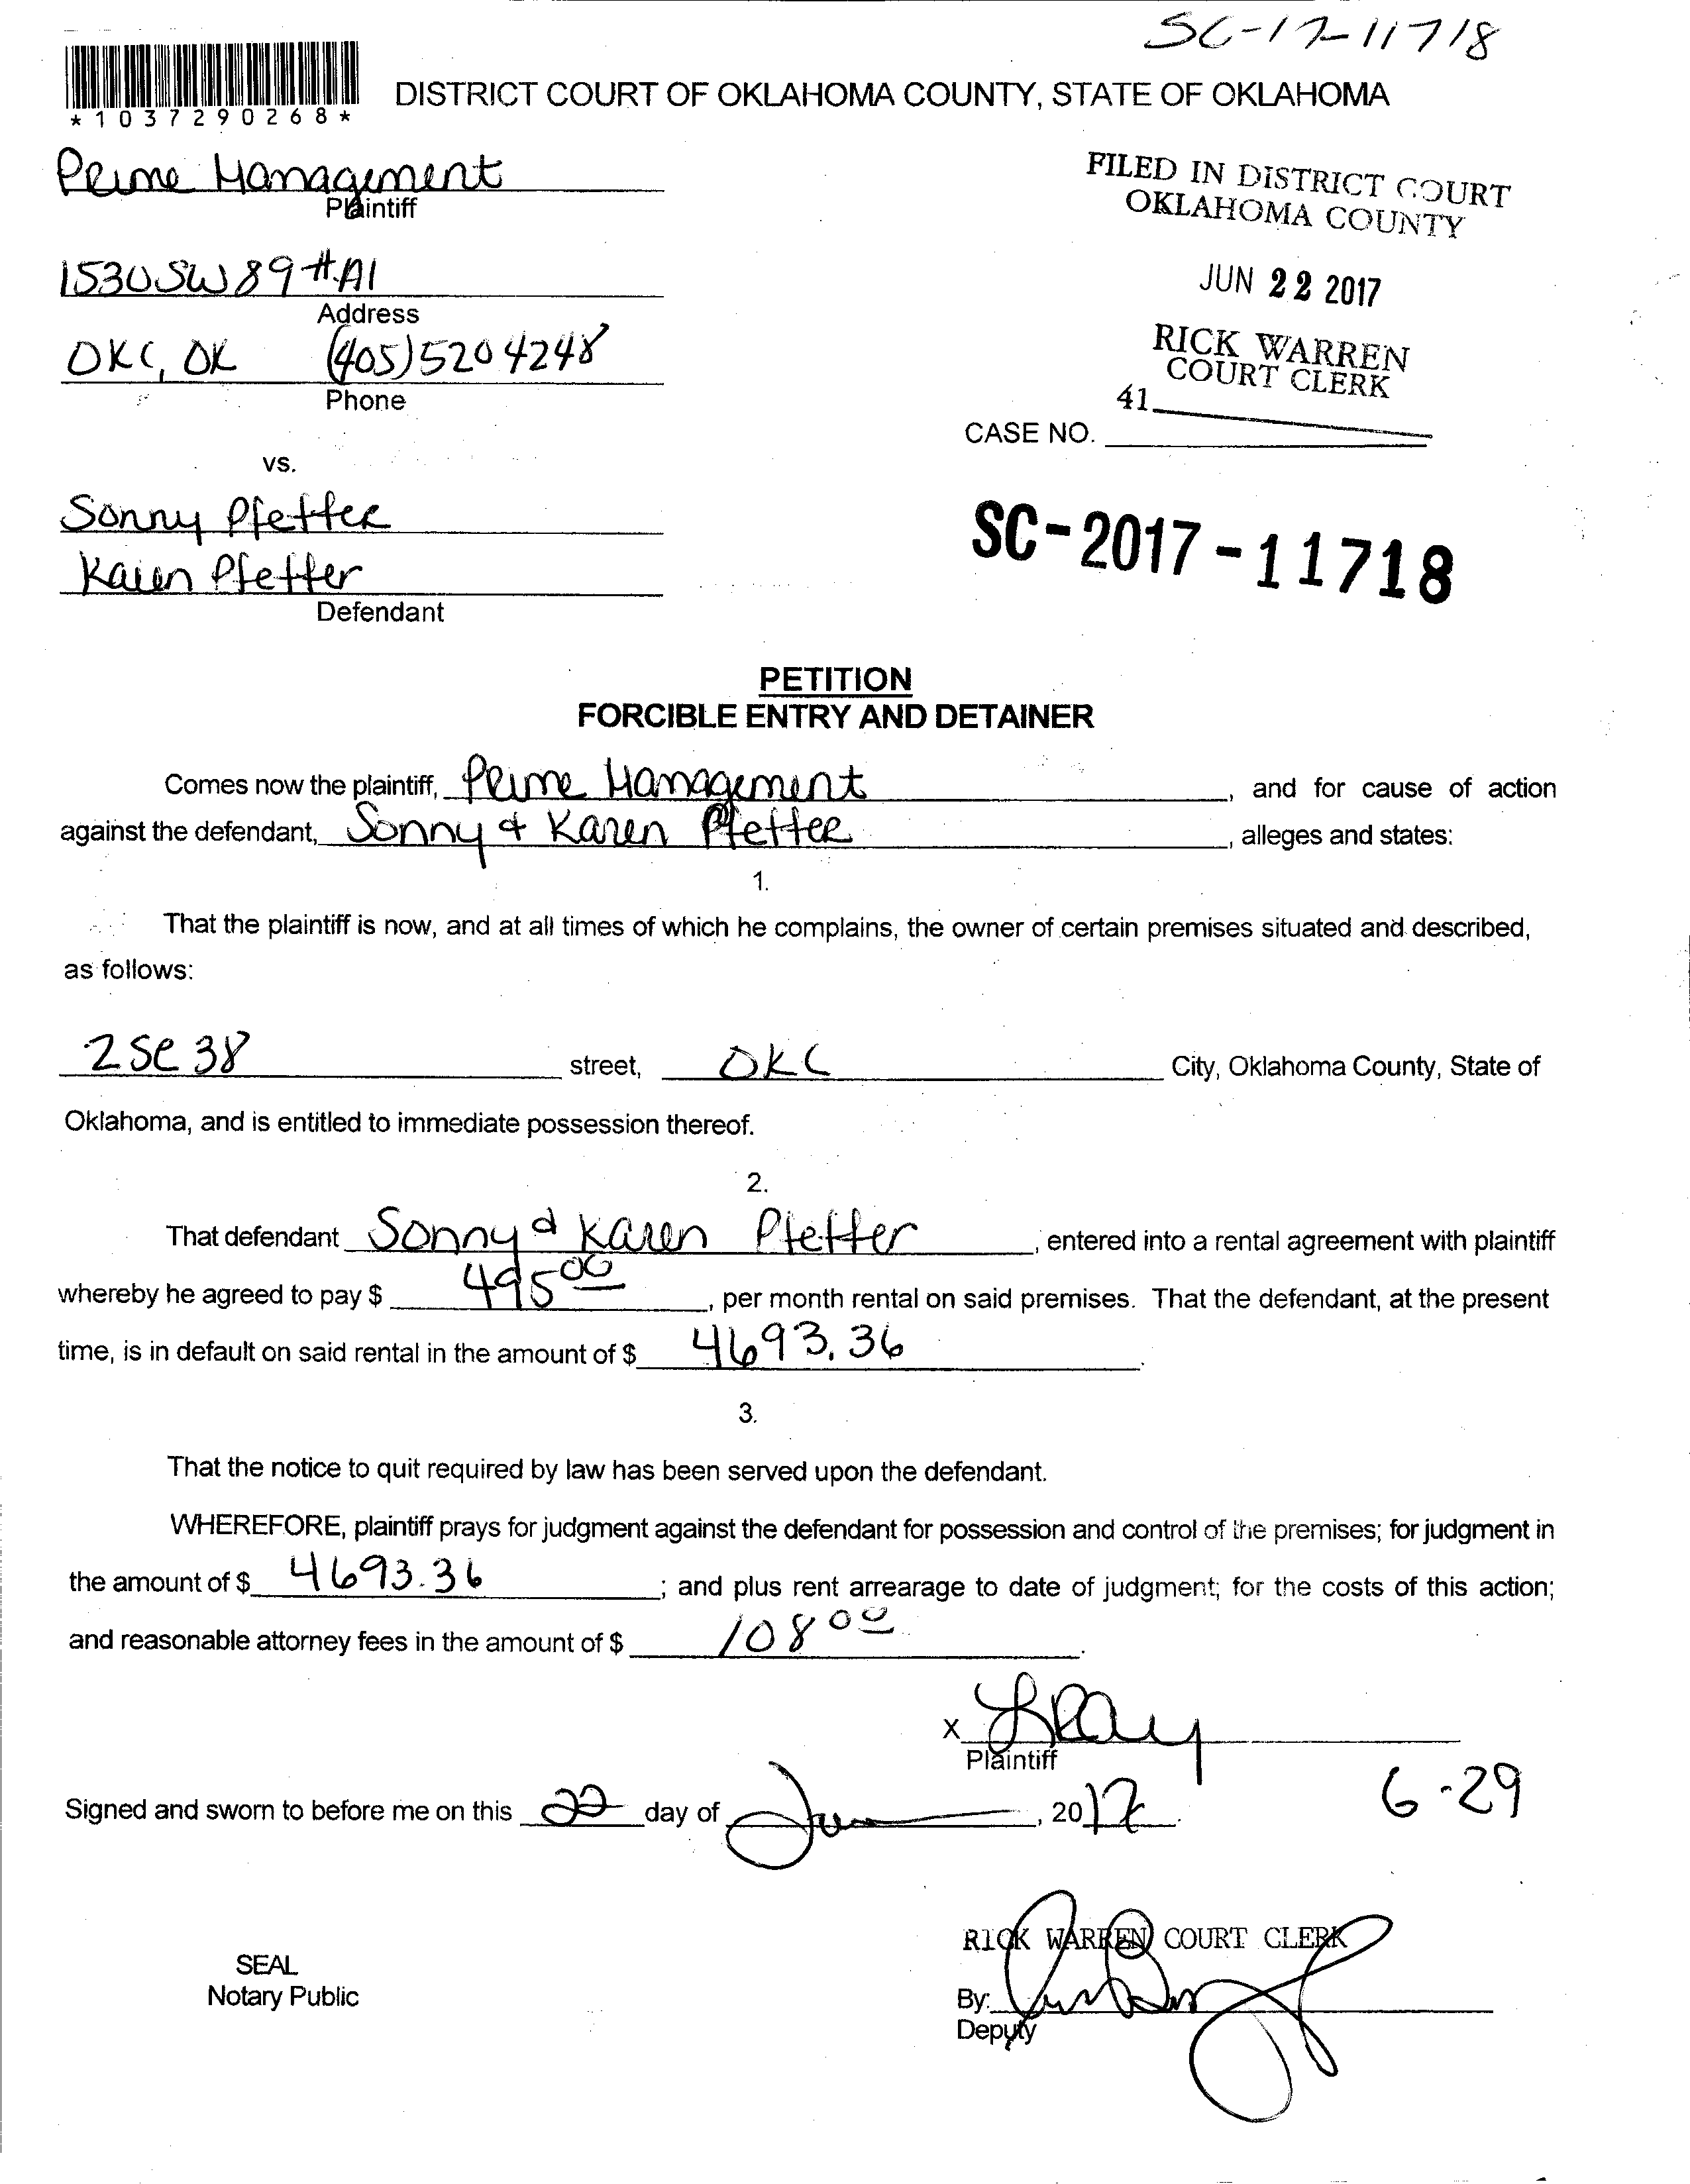 SC-17-11718
*1037290268*
DISTRICT COURT OF OKLAHOMA COUNTY, STATE OF OKLAHOMA
Prime Management
Plaintiff
FILED IN DISTRICT COURT
OKLAHOMA COUNTY
1530 SW 89 #A1
Address
JUN 22 2017
OKC, OK (405) 520 4248
Phone
RICK WARREN
COURT CLERK
41
CASE NO.
vs.
Sonny Pfetter
Karen Pfetter
Defendant
SC-2017-11718
PETITION
FORCIBLE ENTRY AND DETAINER
Comes now the plaintiff, Prime Management, and for cause of action
against the defendant, Sonny & Karen Pfetter, alleges and states:
1.
That the plaintiff is now, and at all times of which he complains, the owner of certain premises situated and described,
as follows:
2 SE 38 street, OKC City, Oklahoma County, State of
Oklahoma, and is entitled to immediate possession thereof.
2.
That defendant Sonny & Karen Pfetter, entered into a rental agreement with plaintiff
whereby he agreed to pay $ 495 00, per month rental on said premises. That the defendant, at the present
time, is in default on said rental in the amount of $ 4693.36.
3.
That the notice to quit required by law has been served upon the defendant.
WHEREFORE, plaintiff prays for judgment against the defendant for possession and control of the premises; for judgment in
the amount of $ 4693.36; and plus rent arrearage to date of judgment; for the costs of this action;
and reasonable attorney fees in the amount of $ 108 00.
X
Plaintiff
Signed and sworn to before me on this 22 day of June, 2017.
6-29
RICK WARREN COURT CLERK
SEAL
Notary Public
By:
Deputy